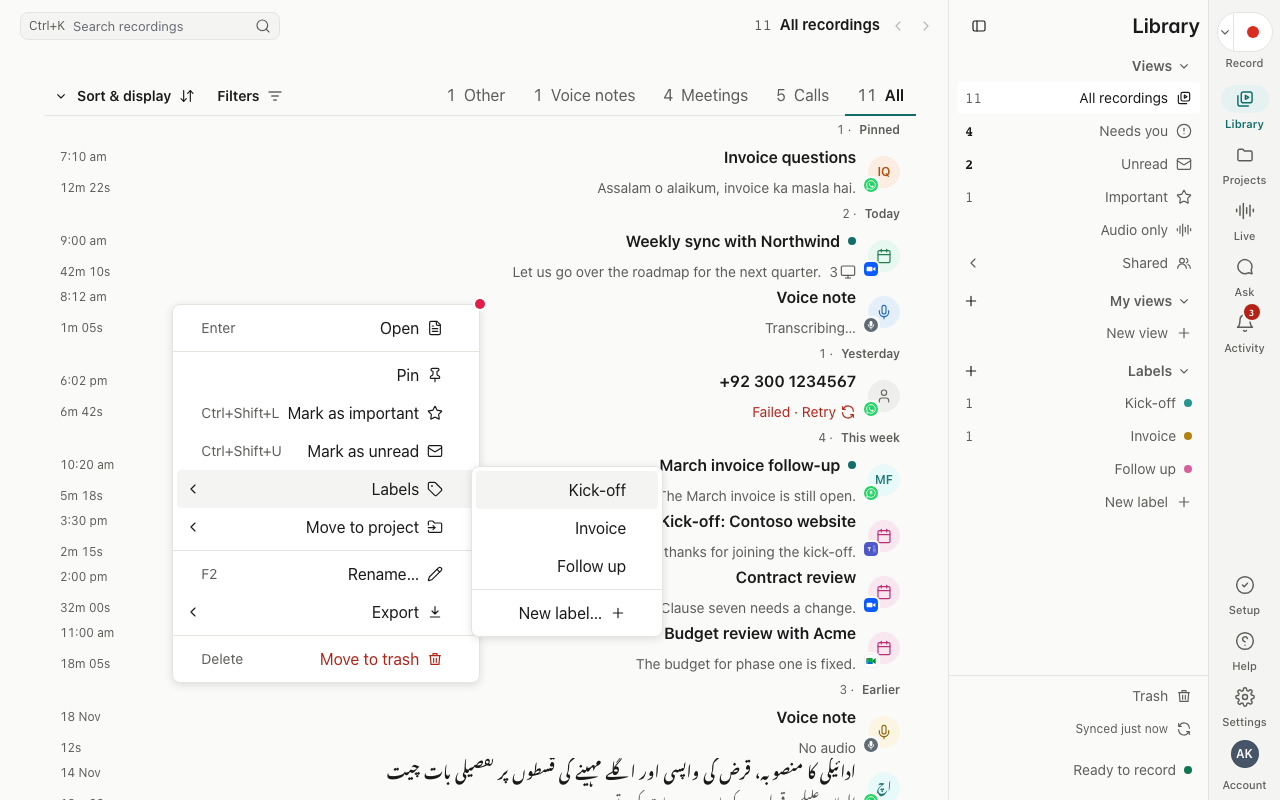 Ctrl+K Search recordings
11 All recordings
Library
Record
Views
Sort & display
Filters
1 Other
1 Voice notes
4 Meetings
5 Calls
11 All
11 All recordings
4 Needs you
2 Unread
1 Important
Audio only
Shared
My views
New view
Labels
1 Kick-off
1 Invoice
Follow up
New label
Library
Projects
Live
Ask
3
Activity
1 · Pinned
7:10 am
Invoice questions
IQ
12m 22s
Assalam o alaikum, invoice ka masla hai.
2 · Today
9:00 am
Weekly sync with Northwind
42m 10s
Let us go over the roadmap for the next quarter. 3
8:12 am
Voice note
1m 05s
Transcribing...
1 · Yesterday
6:02 pm
+92 300 1234567
6m 42s
Failed · Retry
4 · This week
10:20 am
March invoice follow-up
MF
5m 18s
The March invoice is still open.
3:30 pm
Kick-off: Contoso website
2m 15s
thanks for joining the kick-off.
2:00 pm
Contract review
32m 00s
Clause seven needs a change.
11:00 am
Budget review with Acme
18m 05s
The budget for phase one is fixed.
3 · Earlier
18 Nov
Voice note
12s
No audio
14 Nov
ادائیگی کا منصوبہ، قرض کی واپسی اور اگلے مہینے کی قسطوں پر تفصیلی بات چیت
اچ
Enter Open
Pin
Ctrl+Shift+L Mark as important
Ctrl+Shift+U Mark as unread
Labels
Move to project
F2 Rename...
Export
Delete Move to trash
Kick-off
Invoice
Follow up
New label...
Setup
Help
Settings
AK
Account
Trash
Synced just now
Ready to record